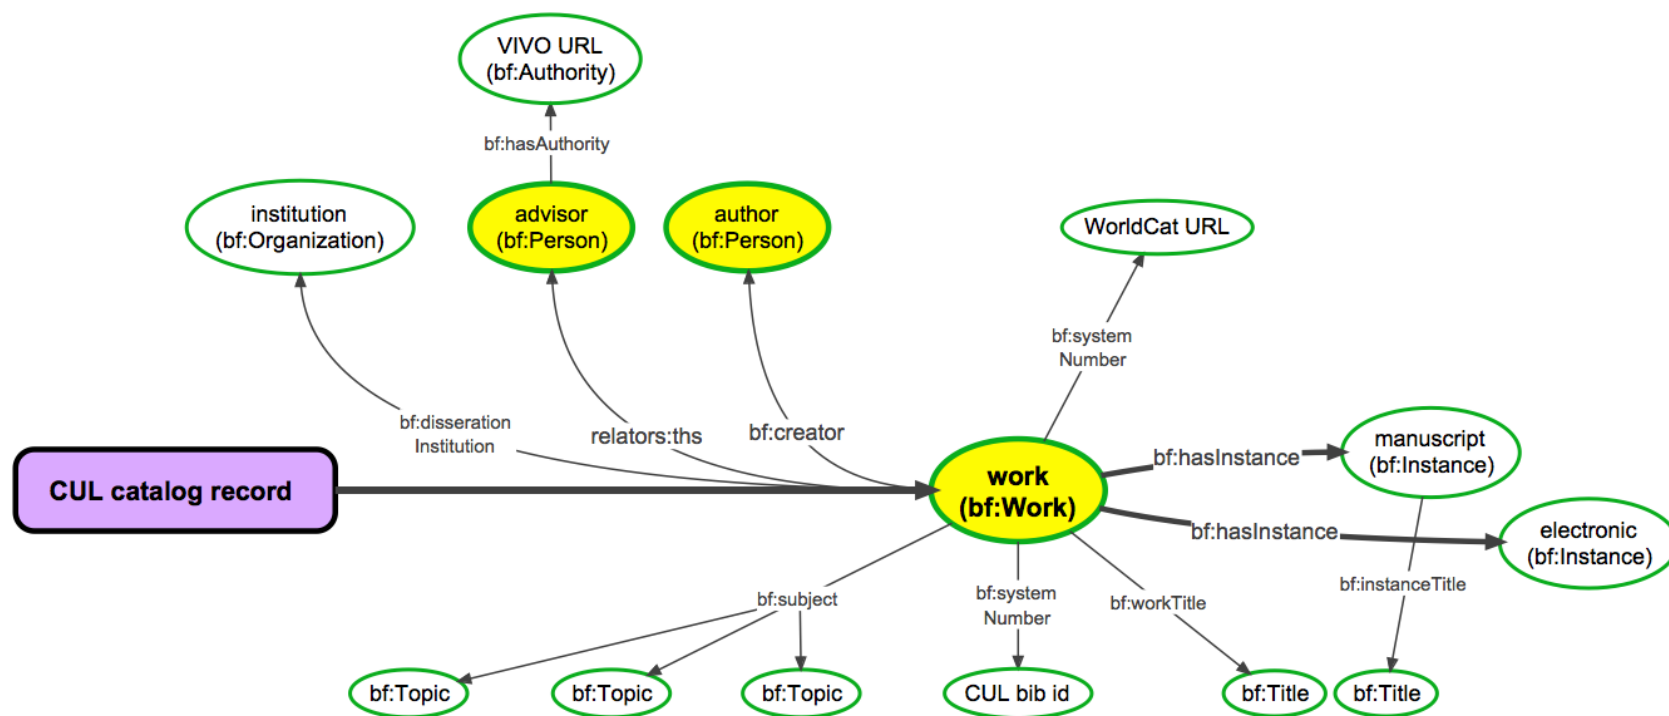 VIVO URL
(bf:Authority)
bf:hasAuthority
institution
(bf:Organization)
advisor
(bf:Person)
author
(bf:Person)
WorldCat URL
bf:system
Number
bf:disseration
Institution
relators:ths
bf:creator
CUL catalog record
work
(bf:Work)
bf:hasInstance
manuscript
(bf:Instance)
bf:hasInstance
electronic
(bf:Instance)
bf:subject
bf:system
Number
bf:workTitle
bf:instanceTitle
bf:Topic
bf:Topic
bf:Topic
CUL bib id
bf:Title
bf:Title